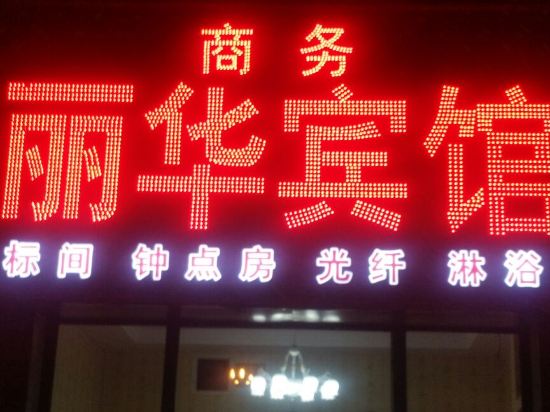 商务
丽华宾馆
标间 钟点房 光纤 淋浴